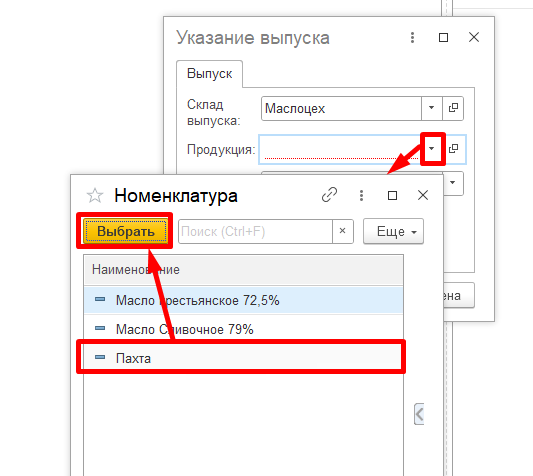 Указание выпуска
Выпуск
Склад выпуска:
Маслоцех
Продукция:
Номенклатура
Выбрать
Поиск (Ctrl+F)
×
Еще
Наименование
Масло Крестьянское 72,5%
Масло Сливочное 79%
Пахта